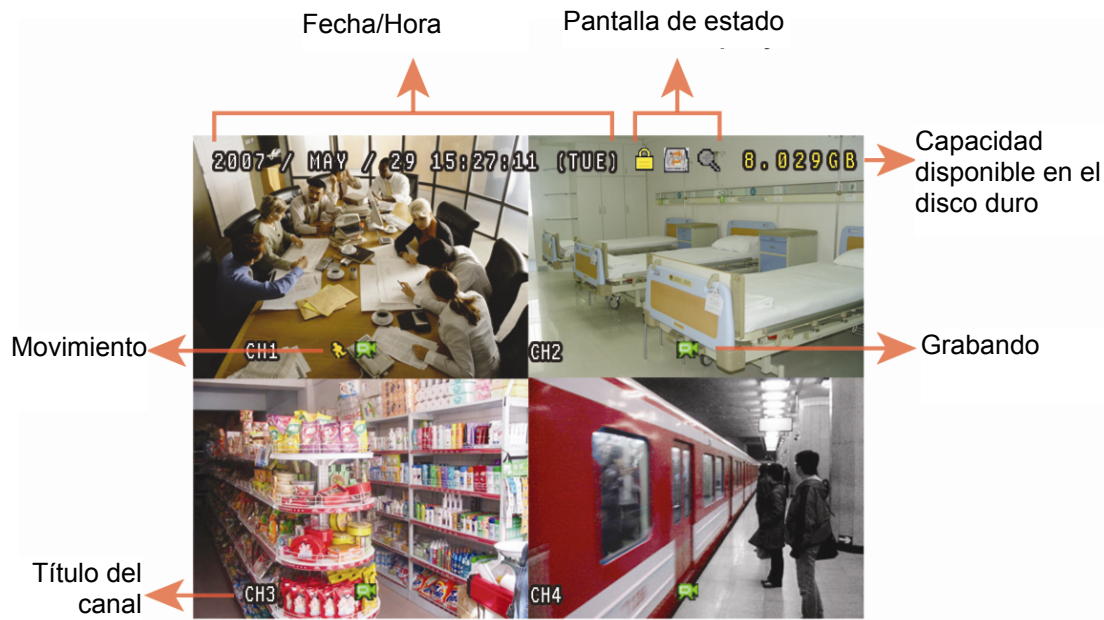 Fecha/Hora
Pantalla de estado
2007 / MAY / 29 15:27:11 (TUE)
8.029GB
Capacidad
disponible en el
disco duro
Movimiento
CH1
CH2
Grabando
Título del
canal
CH3
CH4